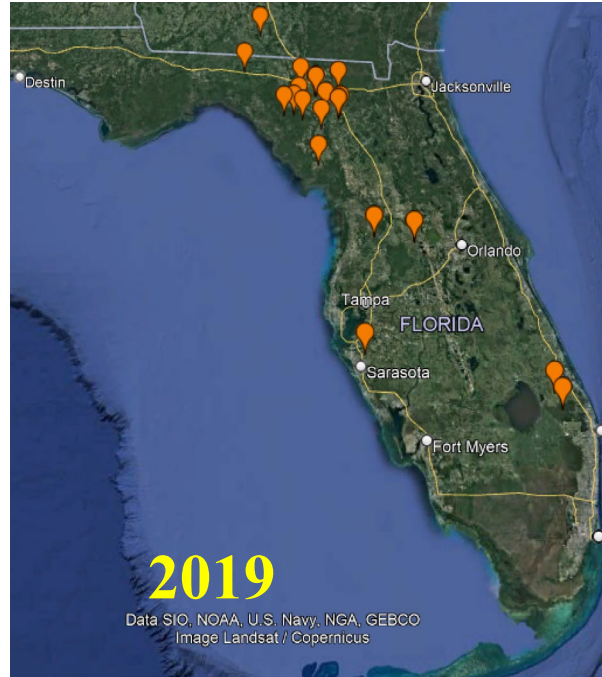 Destin
Jacksonville
Orlando
Tampa
FLORIDA
Sarasota
Fort Myers
2019
Data SIO, NOAA, U.S. Navy, NGA, GEBCO
Image Landsat / Copernicus